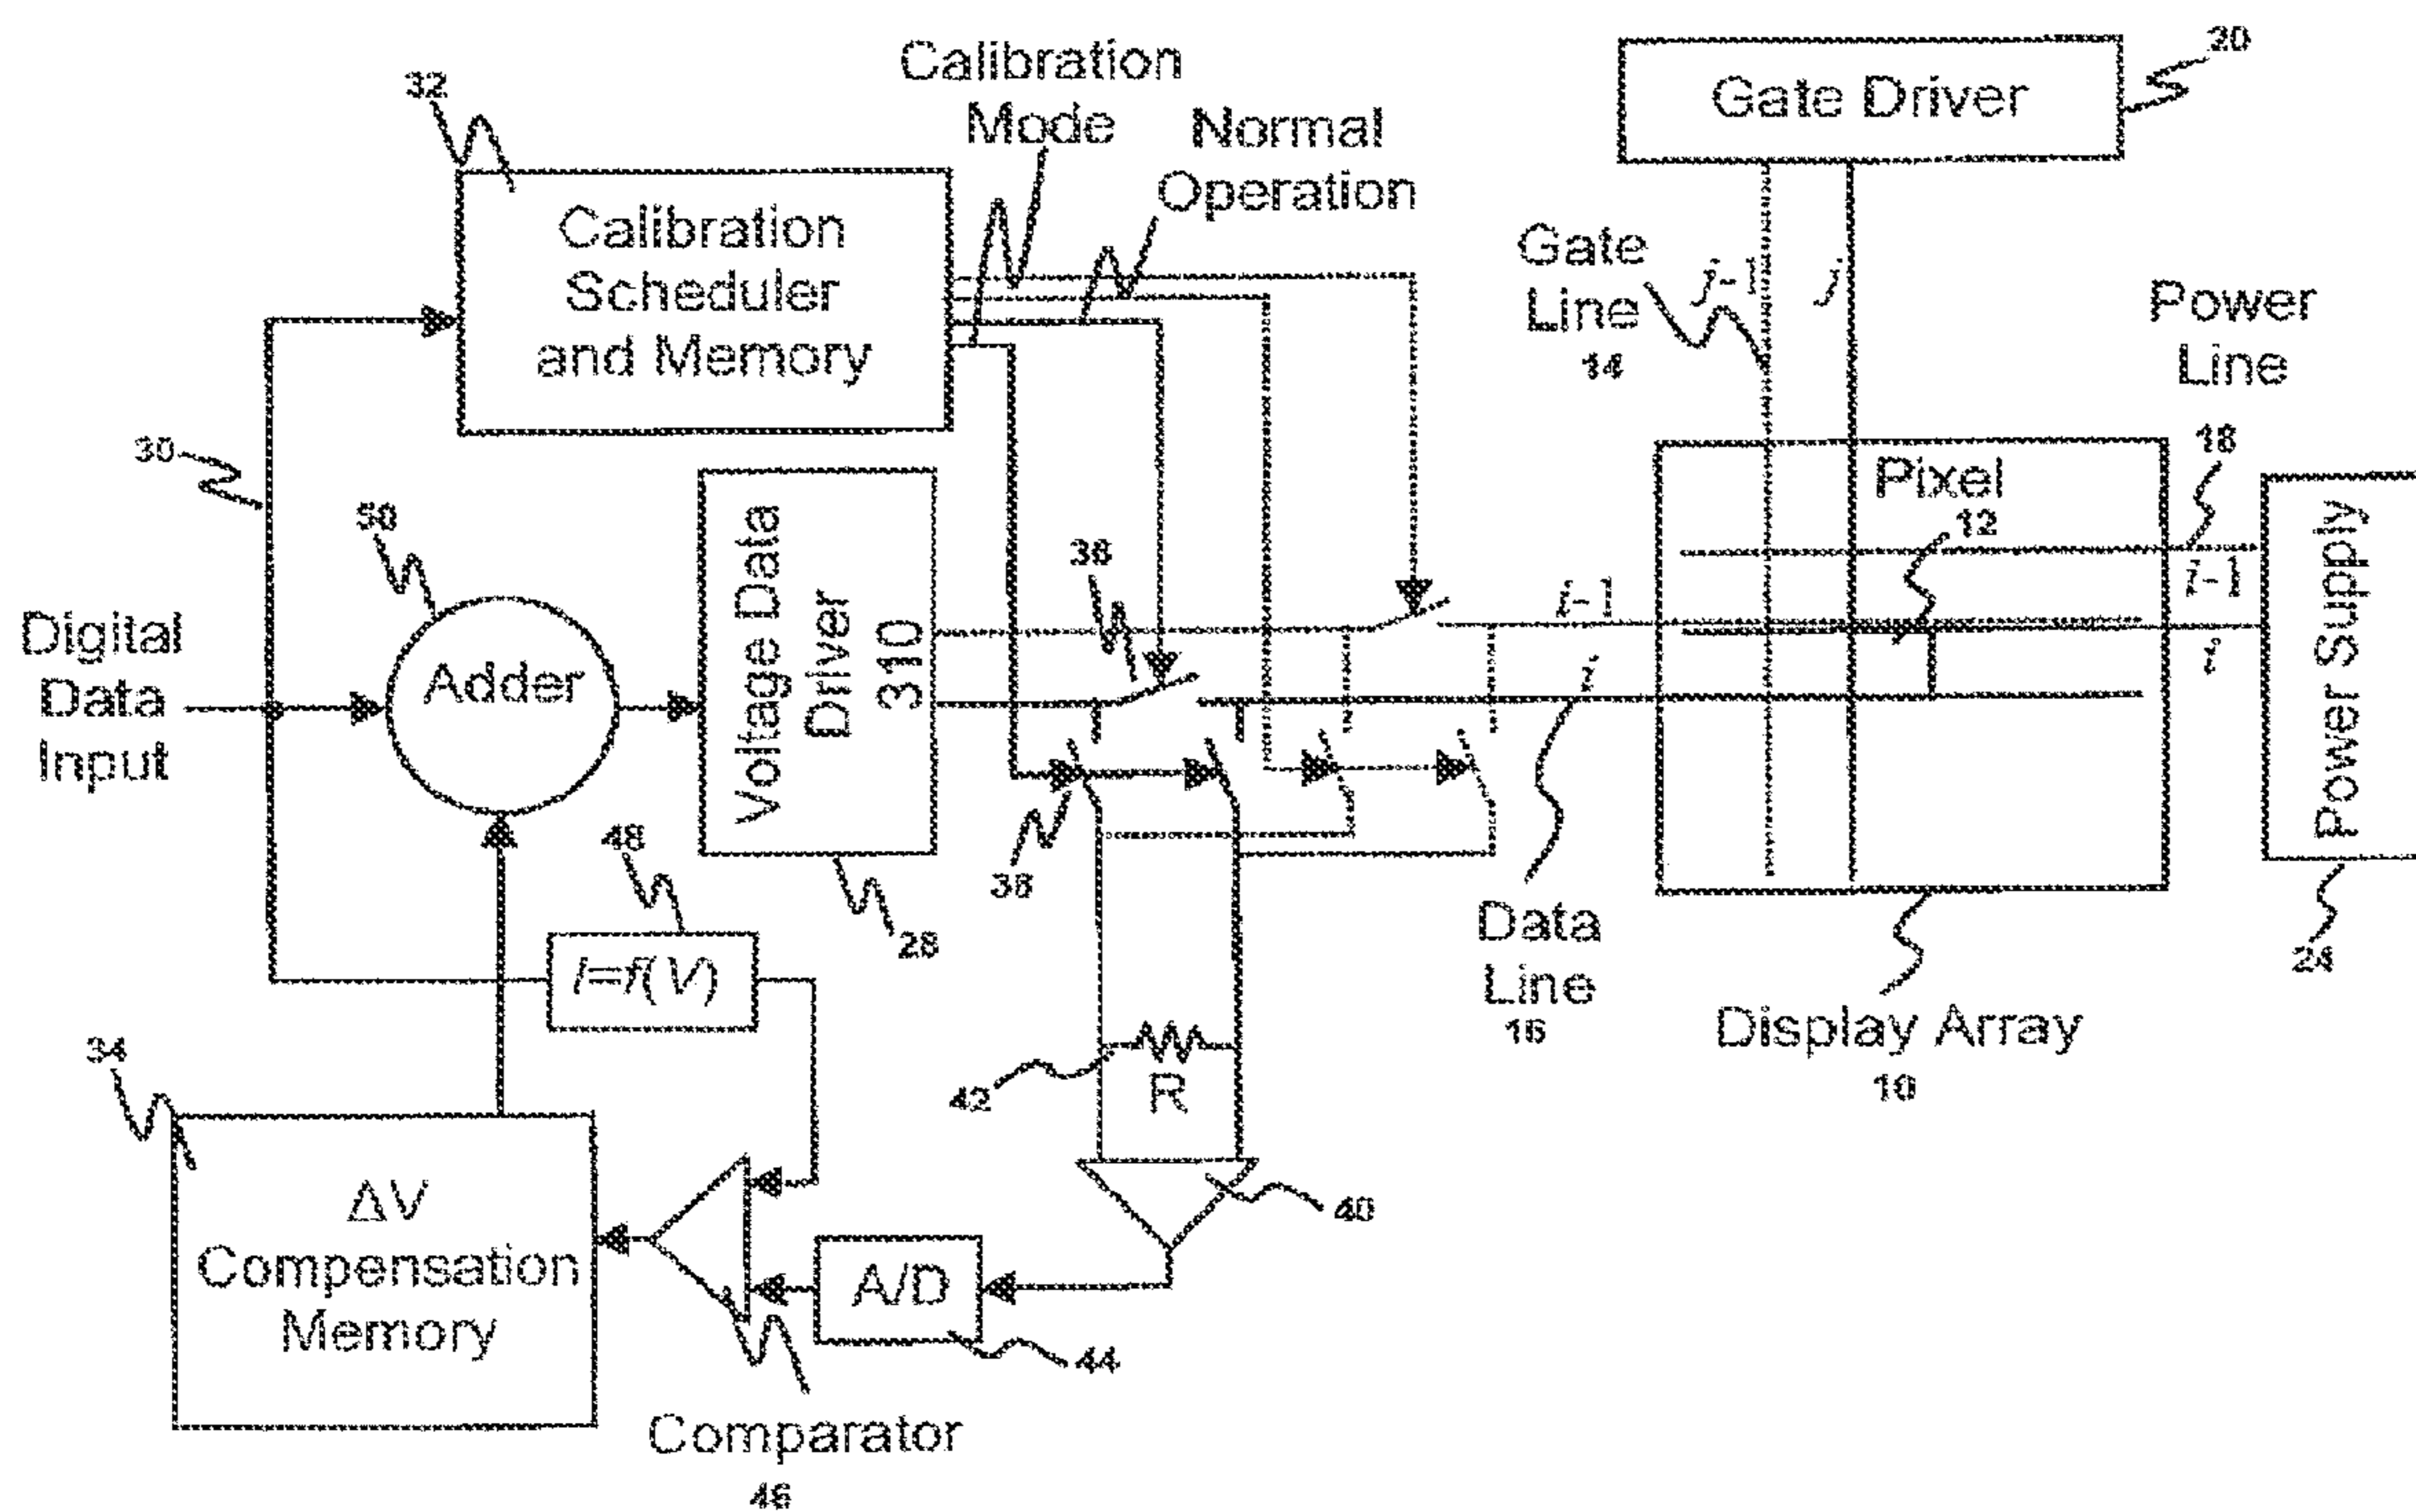 Calibration
Mode
Normal
Operation
32
Calibration
Scheduler
and Memory
Gate Driver
20
Gate
Line
14
j-1
j
Power
Line
18
30
50
Digital
Data
Input
Adder
Voltage Data
Driver
310
28
36
38
i-1
i
Pixel
12
i-1
i
Power Supply
24
Data
Line
16
Display Array
10
48
I=f(V)
34
ΔV
Compensation
Memory
42
R
40
A/D
44
Comparator
46